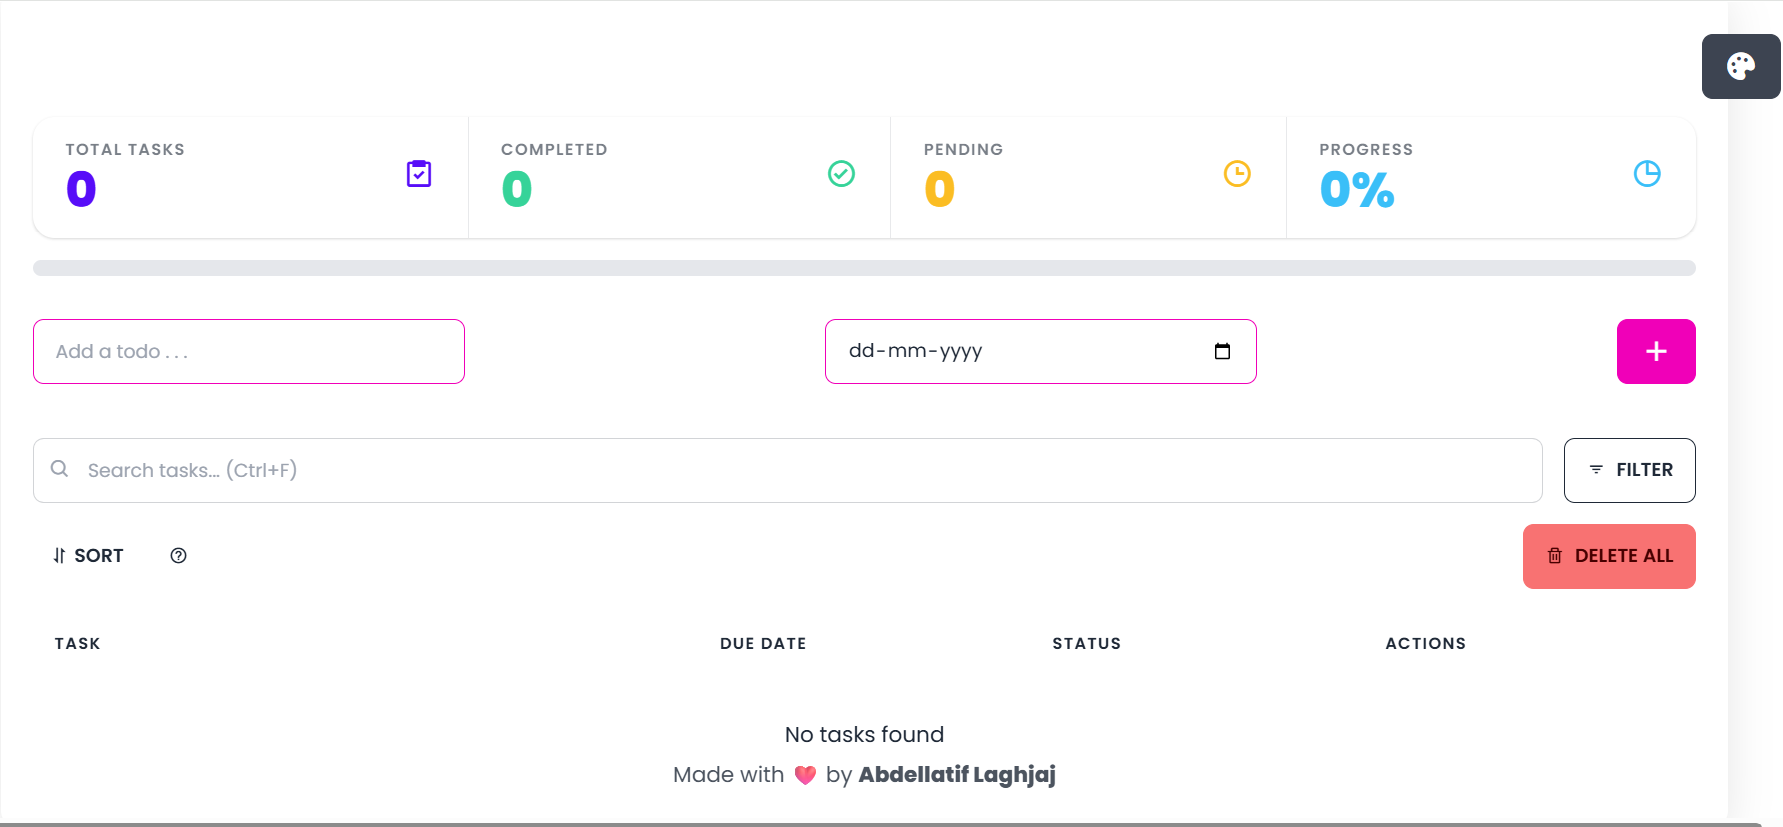 TOTAL TASKS
0
COMPLETED
0
PENDING
0
PROGRESS
0%
Add a todo . . .
dd-mm-yyyy
Search tasks... (Ctrl+F)
FILTER
SORT
DELETE ALL
TASK DUE DATE STATUS ACTIONS
No tasks found
Made with ❤️ by Abdellatif Laghjaj